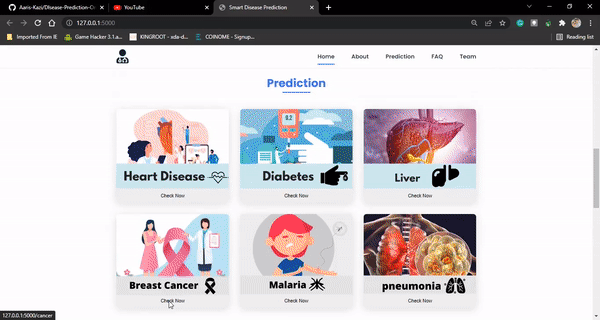 Aaris-Kazi/Disease-Prediction-O
YouTube
Smart Disease Prediction
127.0.0.1:5000
Imported From IE
Game Hacker 3.1.a...
KINGROOT - xda-d...
COINOME - Signup...
Reading list
Home
About
Prediction
FAQ
Team
Prediction
Heart Disease
Diabetes
Liver
Check Now
Check Now
Check Now
Breast Cancer
Malaria
pneumonia
Check Now
Check Now
Check Now
127.0.0.1:5000/cancer